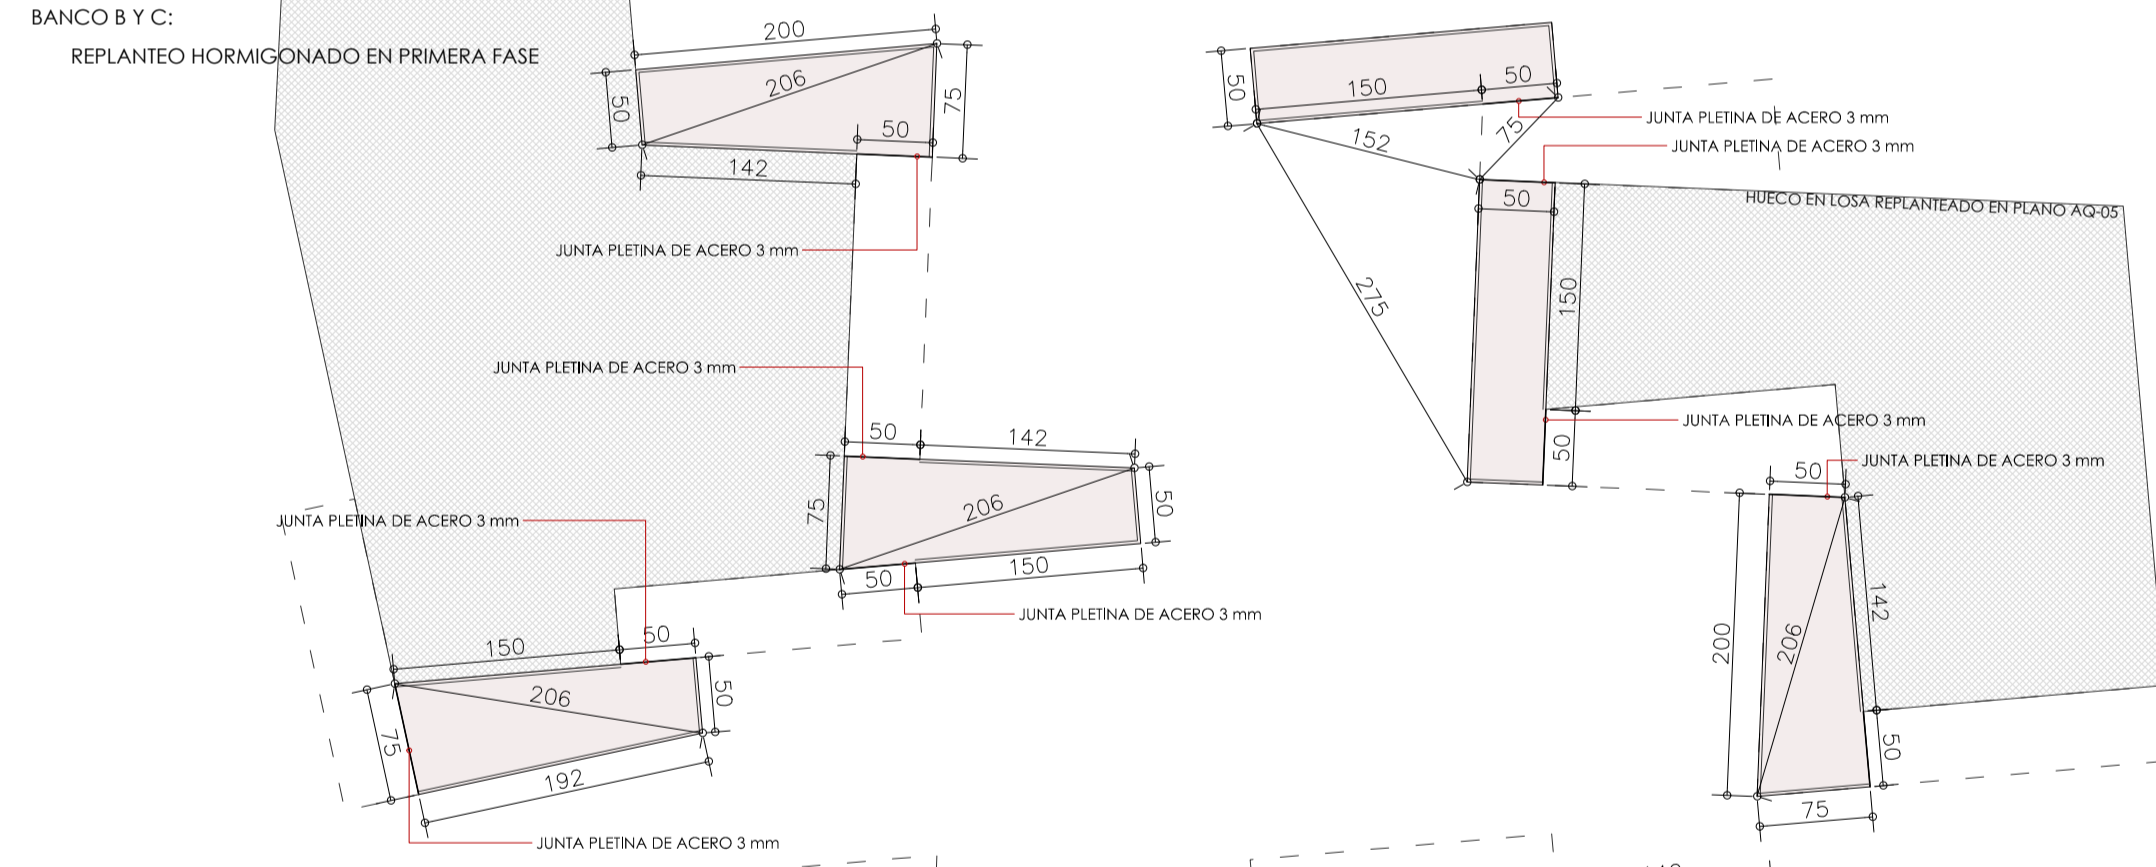 BANCO B Y C:
REPLANTEO HORMIGONADO EN PRIMERA FASE
200
206
50
75
50
142
JUNTA PLETINA DE ACERO 3 mm
JUNTA PLETINA DE ACERO 3 mm
50
142
75
206
50
50
150
JUNTA PLETINA DE ACERO 3 mm
JUNTA PLETINA DE ACERO 3 mm
150
50
206
50
75
192
JUNTA PLETINA DE ACERO 3 mm
50
150
50
JUNTA PLETINA DE ACERO 3 mm
152
75
JUNTA PLETINA DE ACERO 3 mm
50
HUECO EN LOSA REPLANTEADO EN PLANO AQ-05
275
150
JUNTA PLETINA DE ACERO 3 mm
50
JUNTA PLETINA DE ACERO 3 mm
50
142
200
206
50
75